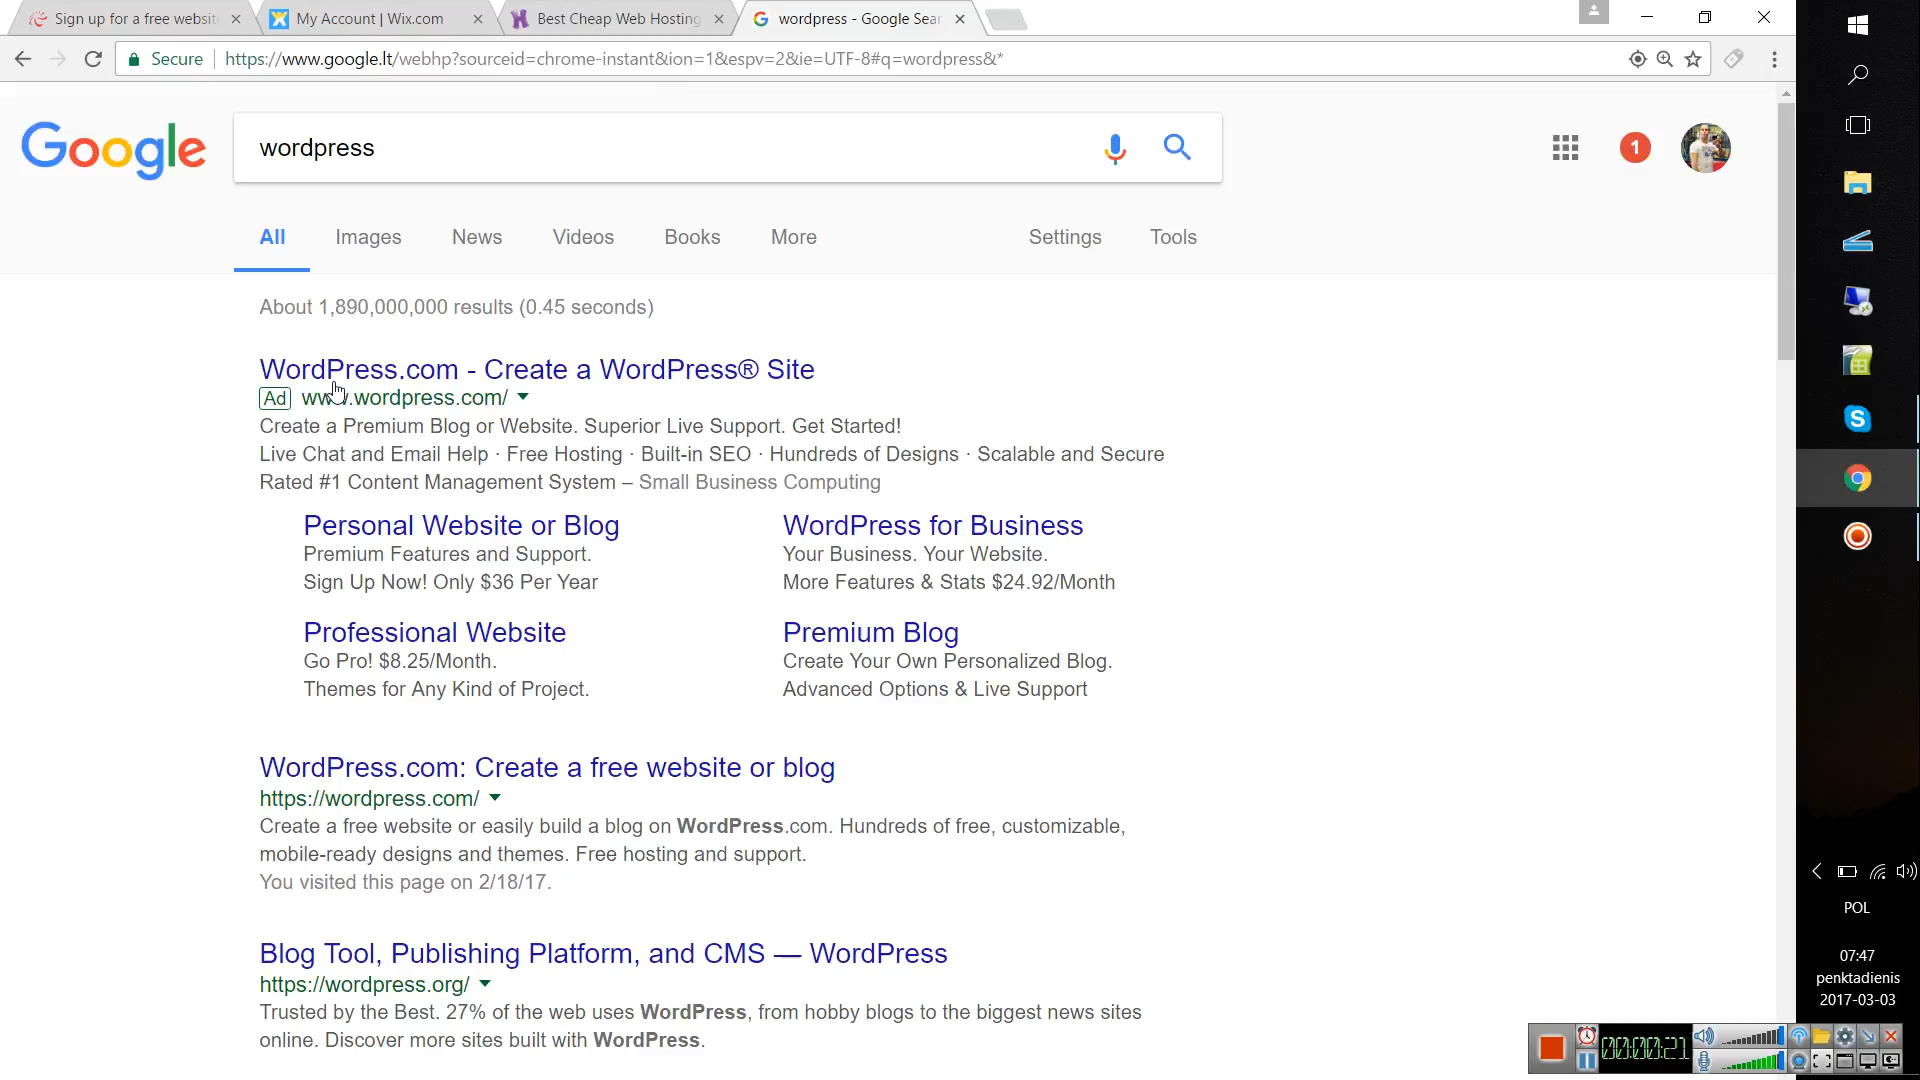 Sign up for a free websit
My Account | Wix.com
Best Cheap Web Hosting
wordpress - Google Sear
Secure
https://www.google.lt/webhp?sourceid=chrome-instant&ion=1&espv=2&ie=UTF-8#q=wordpress&*
Google
wordpress
1
All
Images
News
Videos
Books
More
Settings
Tools
About 1,890,000,000 results (0.45 seconds)
WordPress.com - Create a WordPress® Site
Ad www.wordpress.com/
Create a Premium Blog or Website. Superior Live Support. Get Started!
Live Chat and Email Help · Free Hosting · Built-in SEO · Hundreds of Designs · Scalable and Secure
Rated #1 Content Management System – Small Business Computing
Personal Website or Blog
Premium Features and Support.
Sign Up Now! Only $36 Per Year
WordPress for Business
Your Business. Your Website.
More Features & Stats $24.92/Month
Professional Website
Go Pro! $8.25/Month.
Themes for Any Kind of Project.
Premium Blog
Create Your Own Personalized Blog.
Advanced Options & Live Support
WordPress.com: Create a free website or blog
https://wordpress.com/
Create a free website or easily build a blog on WordPress.com. Hundreds of free, customizable,
mobile-ready designs and themes. Free hosting and support.
You visited this page on 2/18/17.
Blog Tool, Publishing Platform, and CMS — WordPress
https://wordpress.org/
Trusted by the Best. 27% of the web uses WordPress, from hobby blogs to the biggest news sites
online. Discover more sites built with WordPress.
POL
07:47
penktadienis
2017-03-03
00:00:21